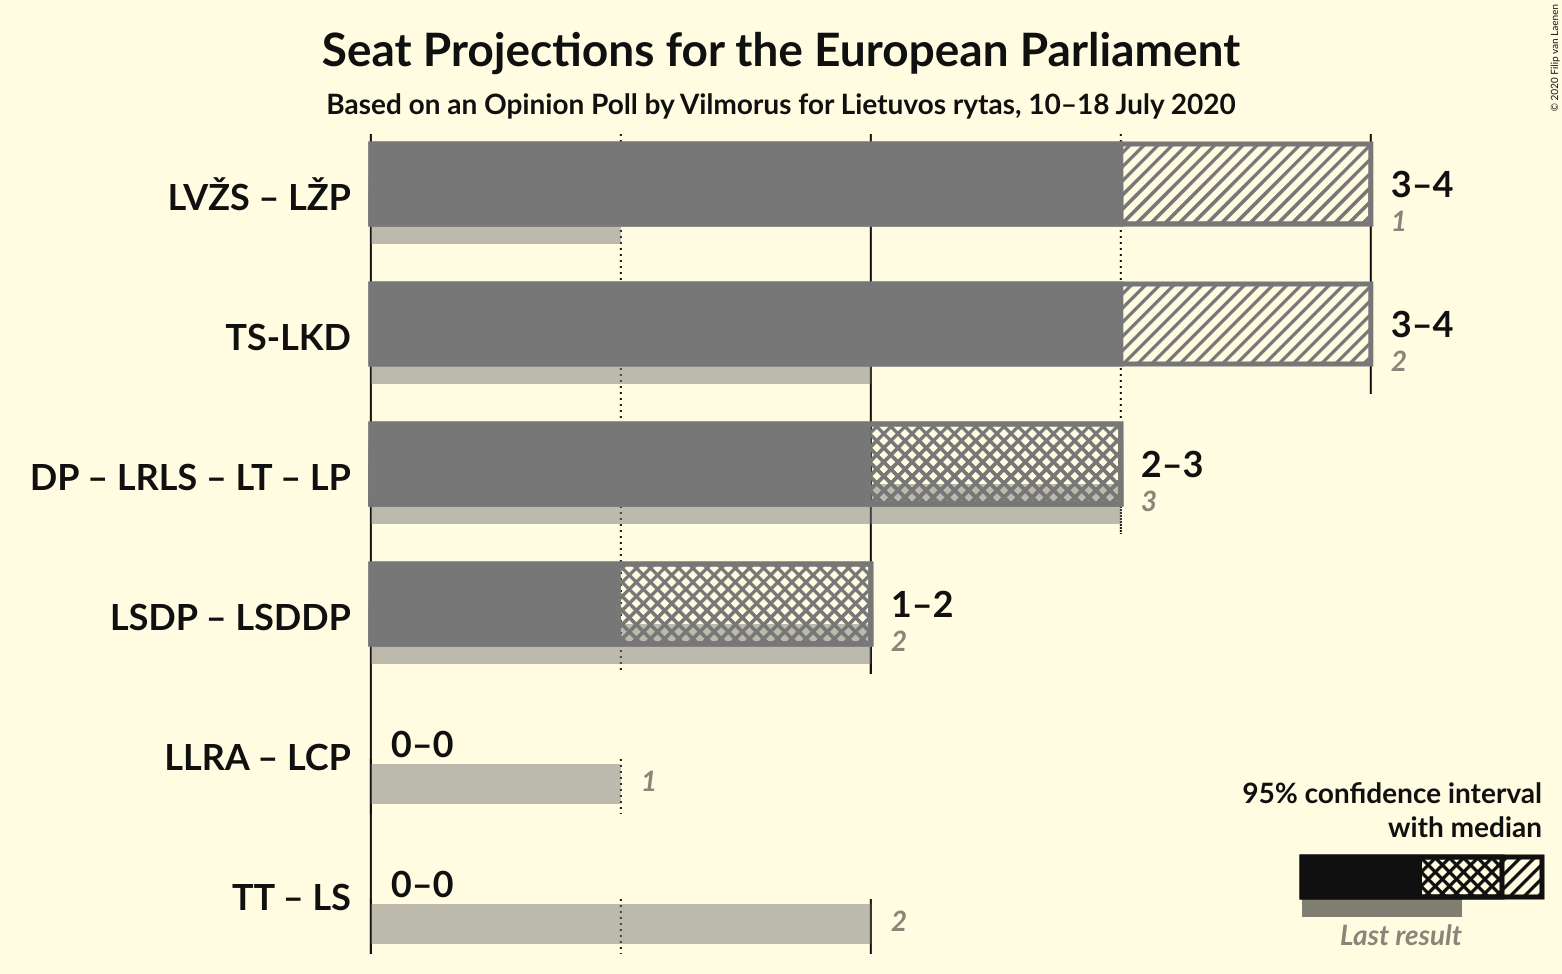 Seat Projections for the European Parliament
Based on an Opinion Poll by Vilmorus for Lietuvos rytas, 10–18 July 2020
© 2020 Filip van Laenen
LVŽS – LŽP
3–4
1
TS-LKD
3–4
2
DP – LRLS – LT – LP
2–3
3
LSDP – LSDDP
1–2
2
LLRA – LCP
0–0
1
TT – LS
0–0
2
95% confidence interval
with median
Last result